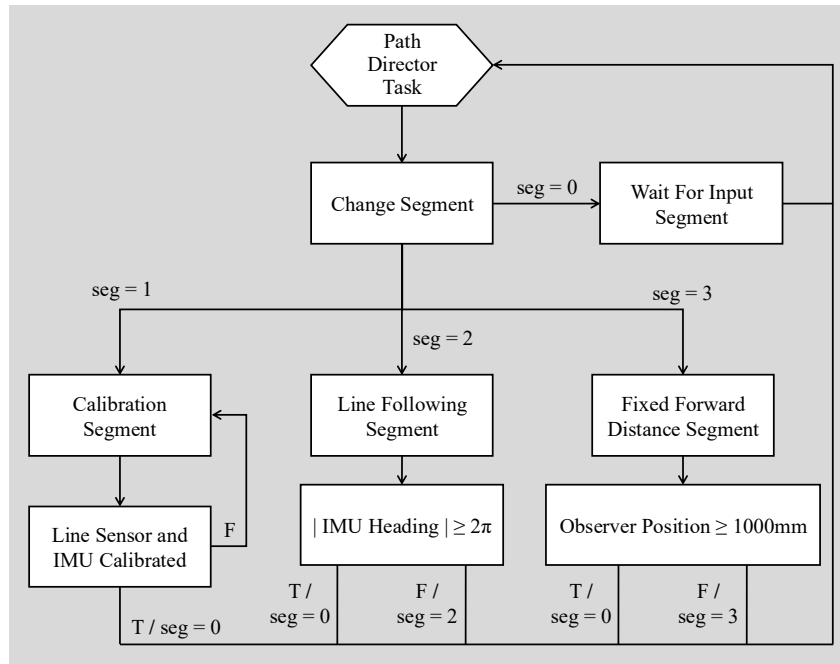 Path
Director
Task
Change Segment
seg = 0
Wait For Input
Segment
seg = 1
seg = 2
seg = 3
Calibration
Segment
Line Following
Segment
Fixed Forward
Distance Segment
Line Sensor and
IMU Calibrated
F
| IMU Heading | ≥ 2π
Observer Position ≥ 1000mm
T / seg = 0
T /
seg = 0
F /
seg = 2
T /
seg = 0
F /
seg = 3